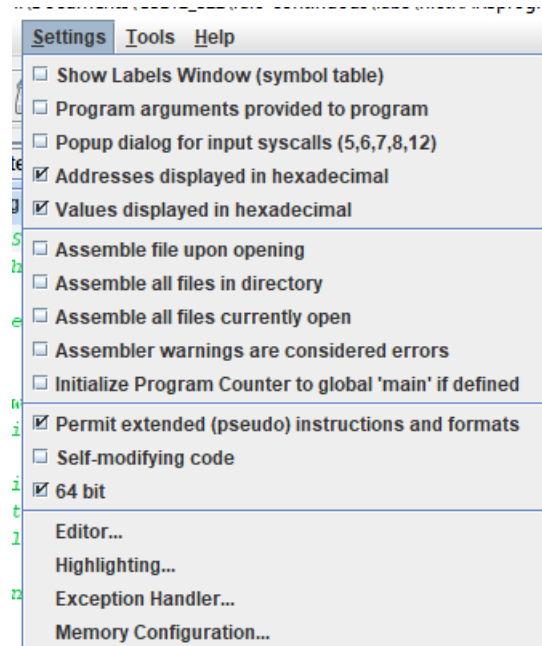 Settings Tools Help
Show Labels Window (symbol table)
Program arguments provided to program
Popup dialog for input syscalls (5,6,7,8,12)
Addresses displayed in hexadecimal
Values displayed in hexadecimal
Assemble file upon opening
Assemble all files in directory
Assemble all files currently open
Assembler warnings are considered errors
Initialize Program Counter to global 'main' if defined
Permit extended (pseudo) instructions and formats
Self-modifying code
64 bit
Editor...
Highlighting...
Exception Handler...
Memory Configuration...